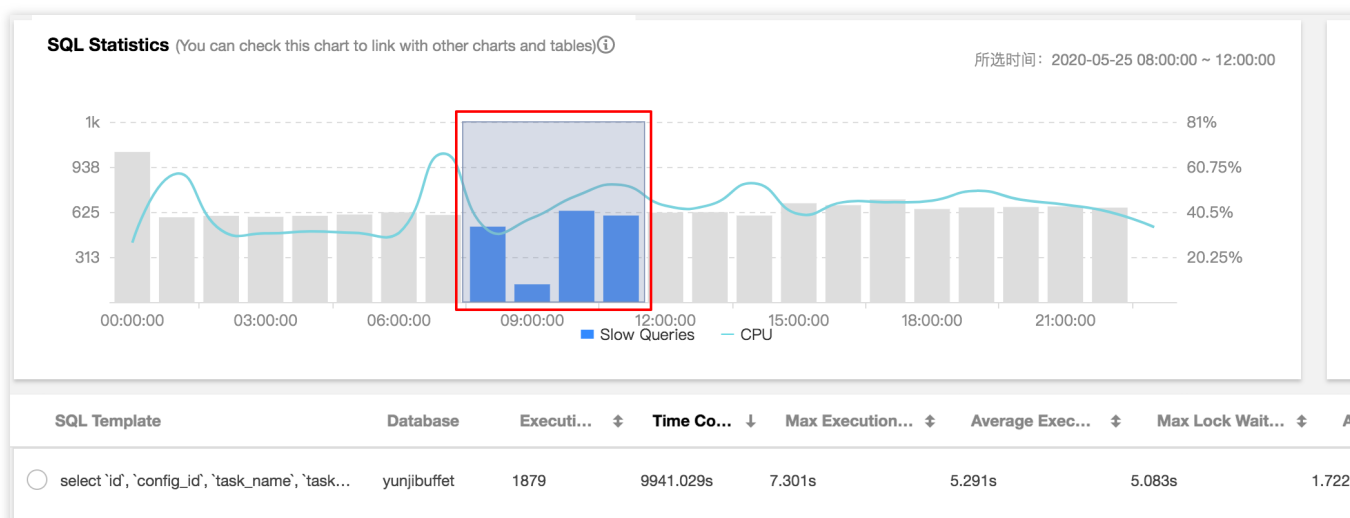 SQL Statistics (You can check this chart to link with other charts and tables)
所选时间: 2020-05-25 08:00:00 ~ 12:00:00
1k 81%
938 60.75%
625 40.5%
313 20.25%
00:00:00 03:00:00 06:00:00 09:00:00 12:00:00 15:00:00 18:00:00 21:00:00
Slow Queries CPU
SQL Template Database Executi... Time Co... Max Execution... Average Exec... Max Lock Wait... A
select `id`, `config_id`, `task_name`, `task... yunjibuffet 1879 9941.029s 7.301s 5.291s 5.083s 1.722